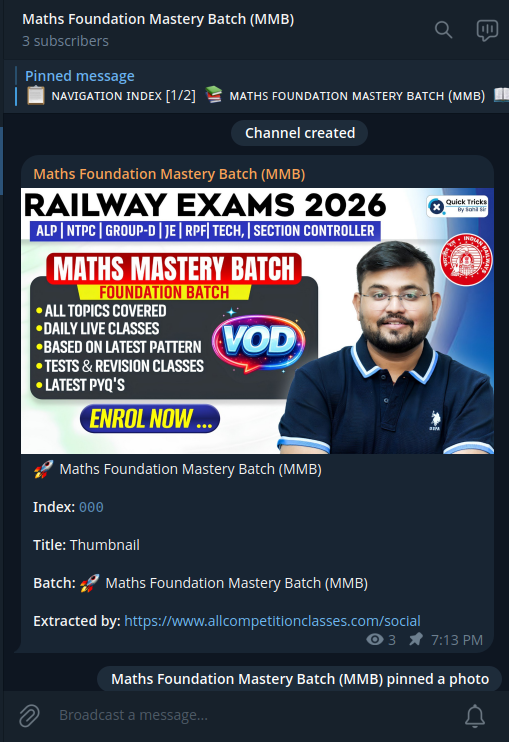 Maths Foundation Mastery Batch (MMB)
3 subscribers
Pinned message
📋 NAVIGATION INDEX [1/2] 📚 MATHS FOUNDATION MASTERY BATCH (MMB) 📖
Channel created
Maths Foundation Mastery Batch (MMB)
RAILWAY EXAMS 2026
Quick Tricks
By Sahil Sir
ALP | NTPC | GROUP-D | JE | RPF| TECH, | SECTION CONTROLLER
INDIAN RAILWAYS
MATHS MASTERY BATCH
FOUNDATION BATCH
• ALL TOPICS COVERED
• DAILY LIVE CLASSES
• BASED ON LATEST PATTERN
• TESTS & REVISION CLASSES
• LATEST PYQ'S
VOD
ENROL NOW ...
🚀 Maths Foundation Mastery Batch (MMB)
Index: 000
Title: Thumbnail
Batch: 🚀 Maths Foundation Mastery Batch (MMB)
Extracted by: https://www.allcompetitionclasses.com/social
3 7:13 PM
Maths Foundation Mastery Batch (MMB) pinned a photo
Broadcast a message...